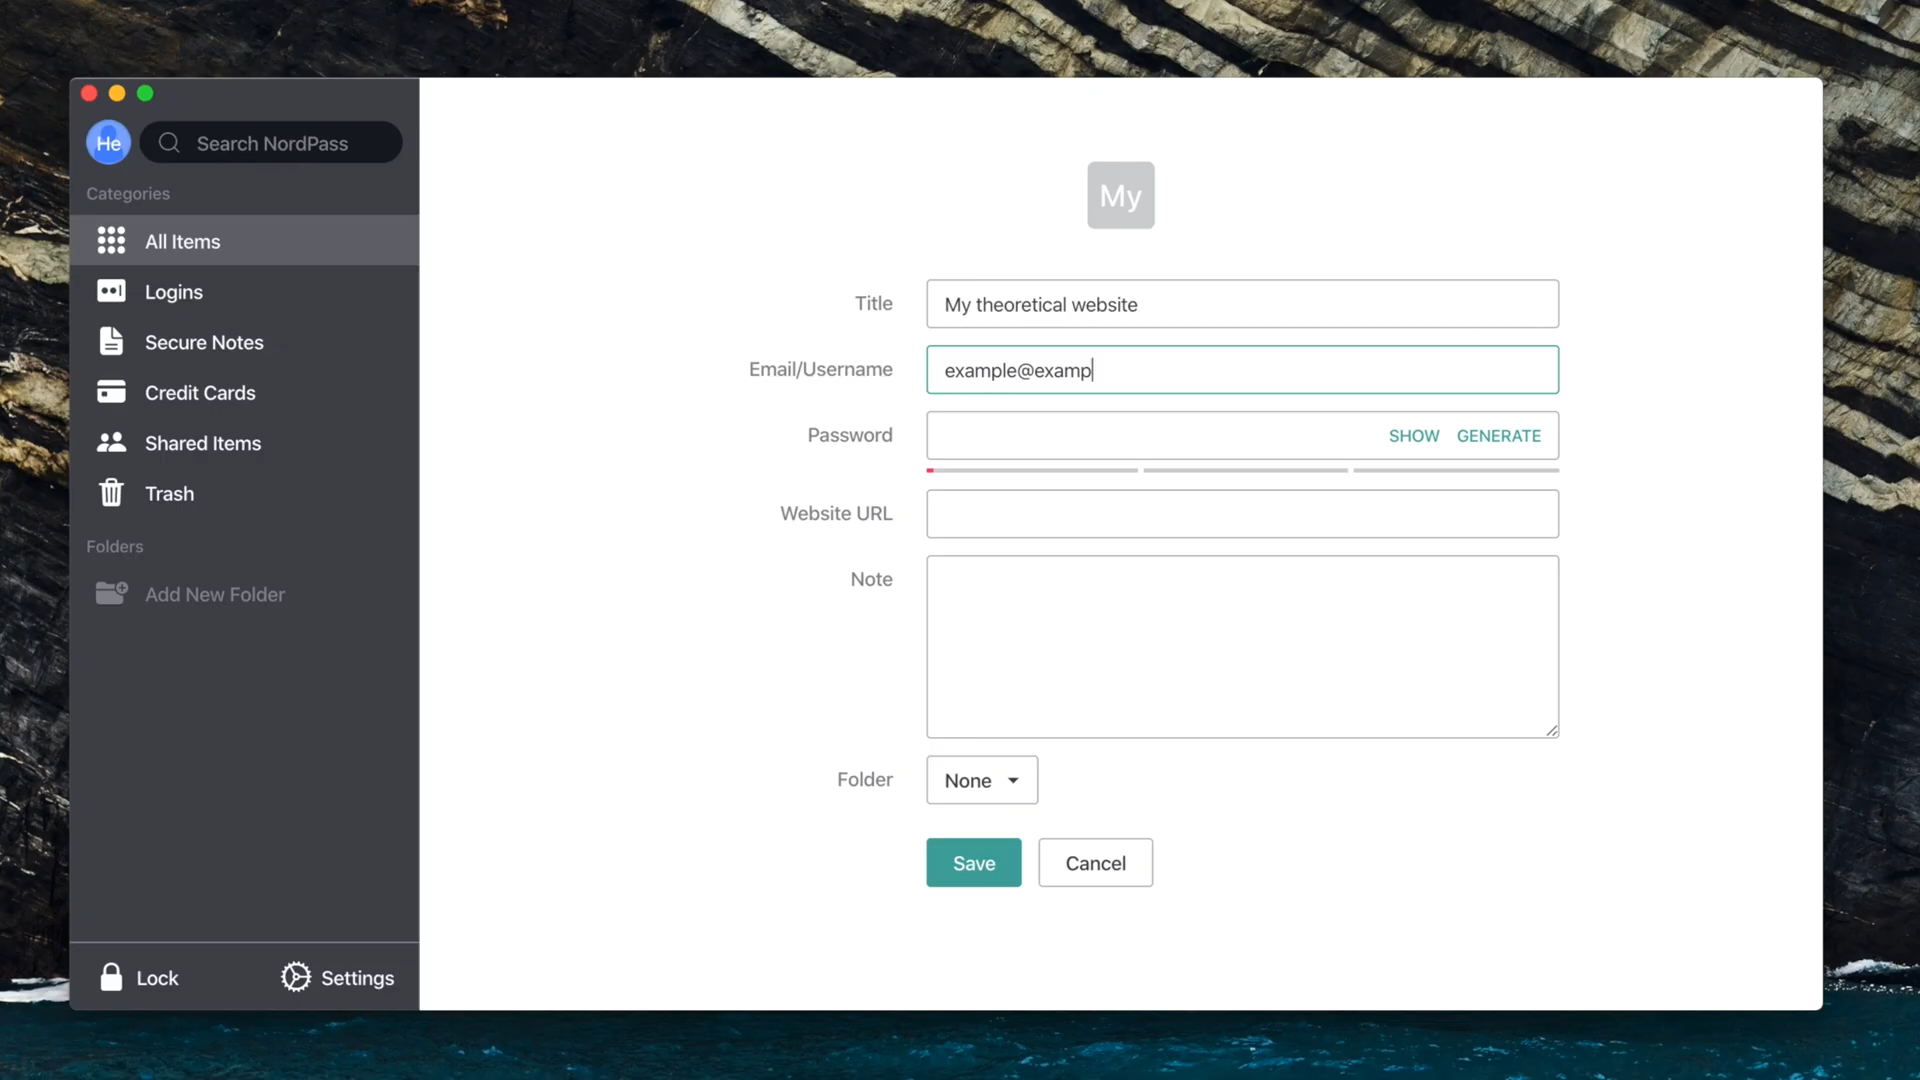 He
Search NordPass
Categories
All Items
Logins
Secure Notes
Credit Cards
Shared Items
Trash
Folders
Add New Folder
Lock
Settings
My
Title
My theoretical website
Email/Username
example@examp
Password
SHOW GENERATE
Website URL
Note
Folder
None
Save
Cancel